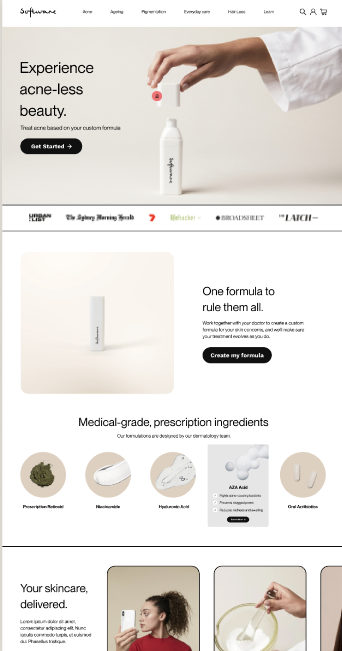 Software
Acne Ageing Pigmentation Everyday care Hair Loss Learn
Experience
acne-less
beauty.
Treat acne based on your custom formula
Get Started →
Software
URBAN LIST The Sydney Morning Herald 7 lifehacker BROADSHEET THE LATCH—
One formula to
rule them all.
Work together with your doctor to create a custom
formula for your skin concerns, and we'll make sure
your treatment evolves as you do.
Create my formula
Medical-grade, prescription ingredients
Our formulations are designed by our dermatology team.
AZA Acid
Prescription Retinoid Niacinamide Hyaluronic Acid Oral Antibiotics
Your skincare,
delivered.
Lorem ipsum dolor sit amet,
consectetur adipiscing elit. Nunc
iaculis commodo turpis, et euismod
dui. Phasellus tristique.